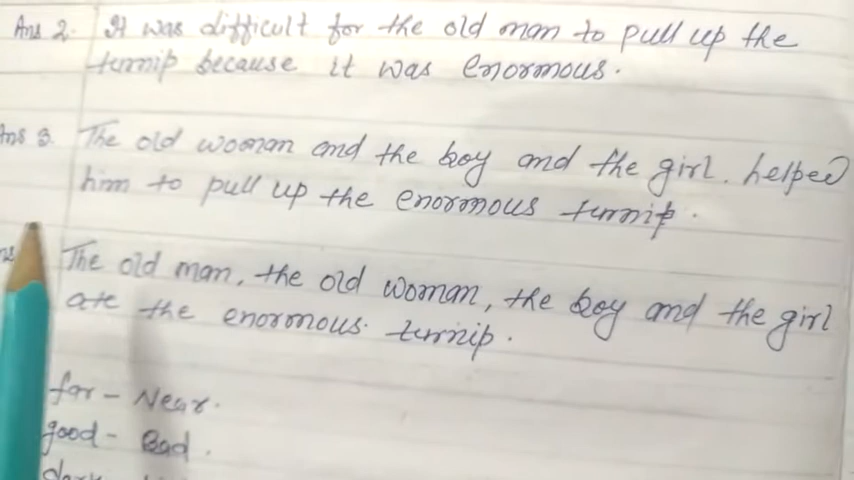 Ans 2. It was difficult for the old man to pull up the
turnip because it was enormous.
Ans 3. The old woman and the boy and the girl. helped
him to pull up the enormous turnip.
The old man, the old woman, the boy and the girl
ate the enormous. turnip.
far - Near.
good - Bad.
dark